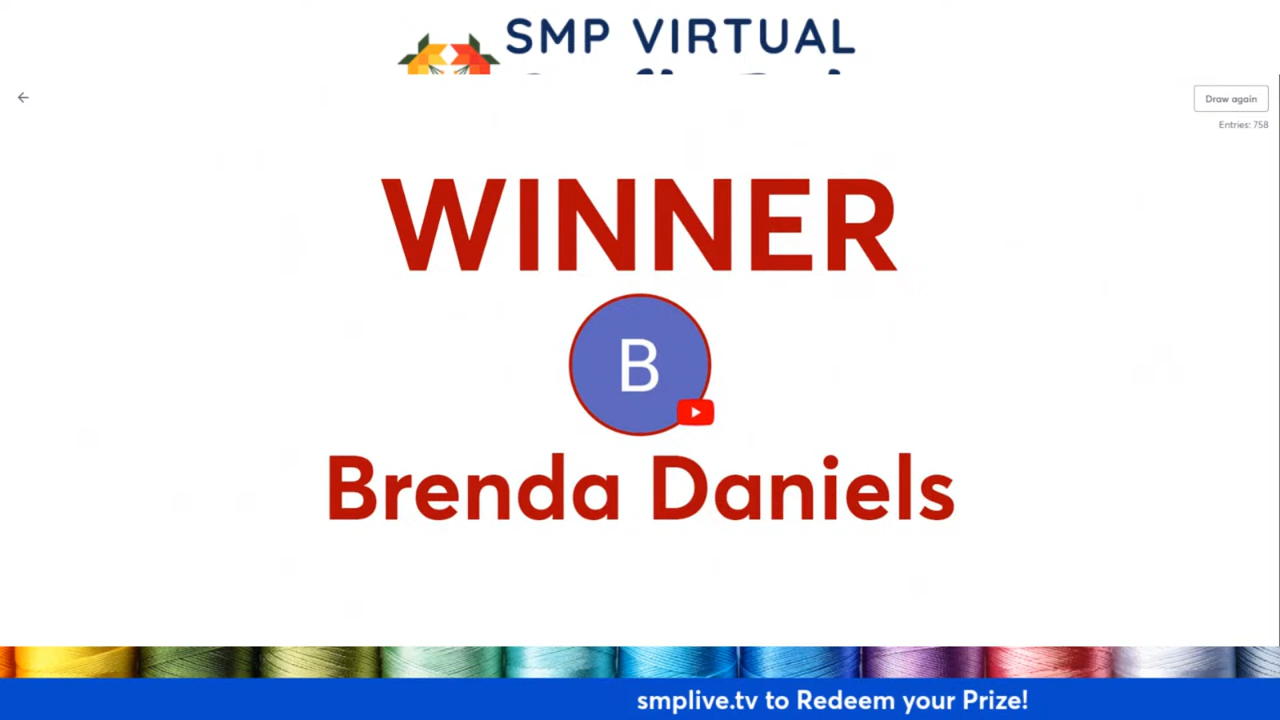 SMP VIRTUAL
Draw again
Entries: 758
WINNER
B
Brenda Daniels
smplive.tv to Redeem your Prize!